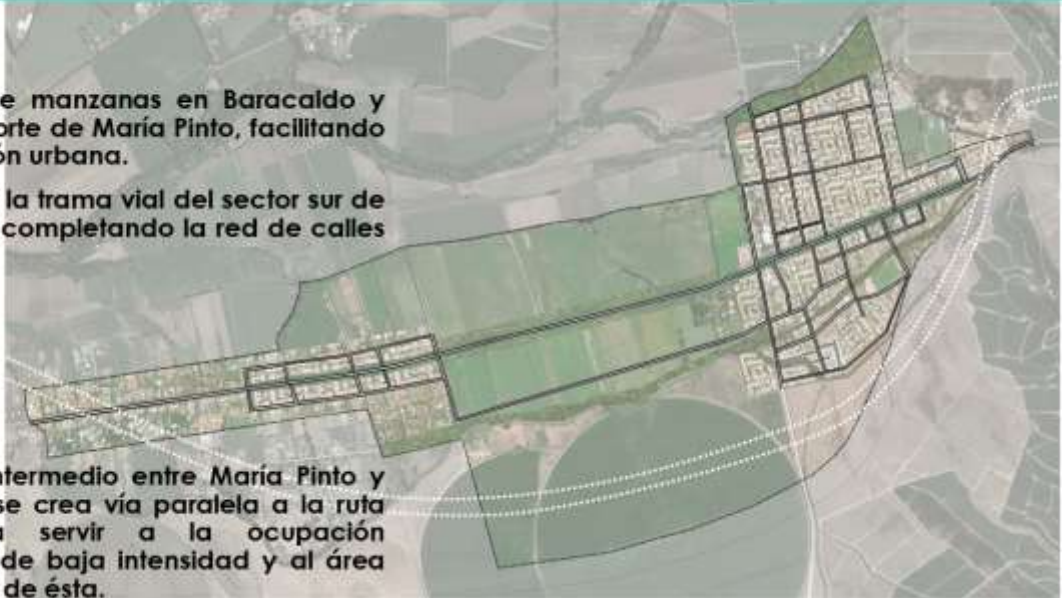 e manzanas en Baracaldo y
orte de María Pinto, facilitando
ón urbana.
la trama vial del sector sur de
completando la red de calles
ntermedio entre María Pinto y
se crea vía paralela a la ruta
servir a la ocupación
de baja intensidad y al área
de ésta.